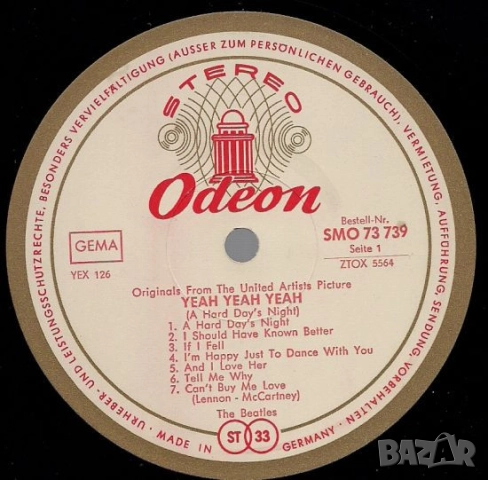 URHEBER- UND LEISTUNGSSCHUTZRECHTE, BESONDERS VERVIELFÄLTIGUNG (AUSSER ZUM PERSÖNLICHEN GEBRAUCH), VERMIETUNG, AUFFÜHRUNG, SENDUNG, VORBEHALTEN ·
STEREO
Odeon
GEMA
YEX 126
Bestell-Nr.
SMO 73 739
Seite 1
ZTOX 5564
Originals From The United Artists Picture
YEAH YEAH YEAH
(A Hard Day's Night)
1. A Hard Day's Night
2. I Should Have Known Better
3. If I Fell
4. I'm Happy Just To Dance With You
5. And I Love Her
6. Tell Me Why
7. Can't Buy Me Love
(Lennon - McCartney)
The Beatles
MADE IN GERMANY ·
ST 33
БАZАР